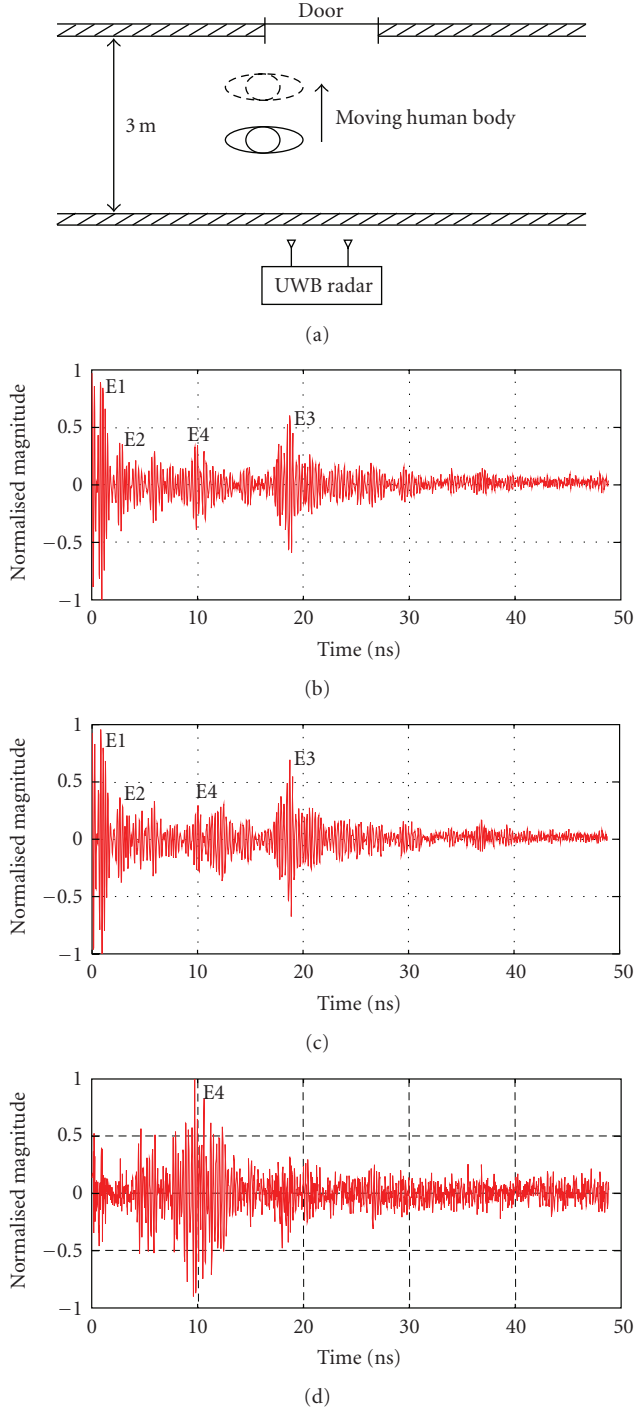 Door
3 m
Moving human body
UWB radar
(a)
1
0.5
0
−0.5
−1
Normalised magnitude
E1
E2
E4
E3
0 10 20 30 40 50
Time (ns)
(b)
1
0.5
0
−0.5
−1
Normalised magnitude
E1
E2
E4
E3
0 10 20 30 40 50
Time (ns)
(c)
1
0.5
0
−0.5
−1
Normalised magnitude
E4
0 10 20 30 40 50
Time (ns)
(d)